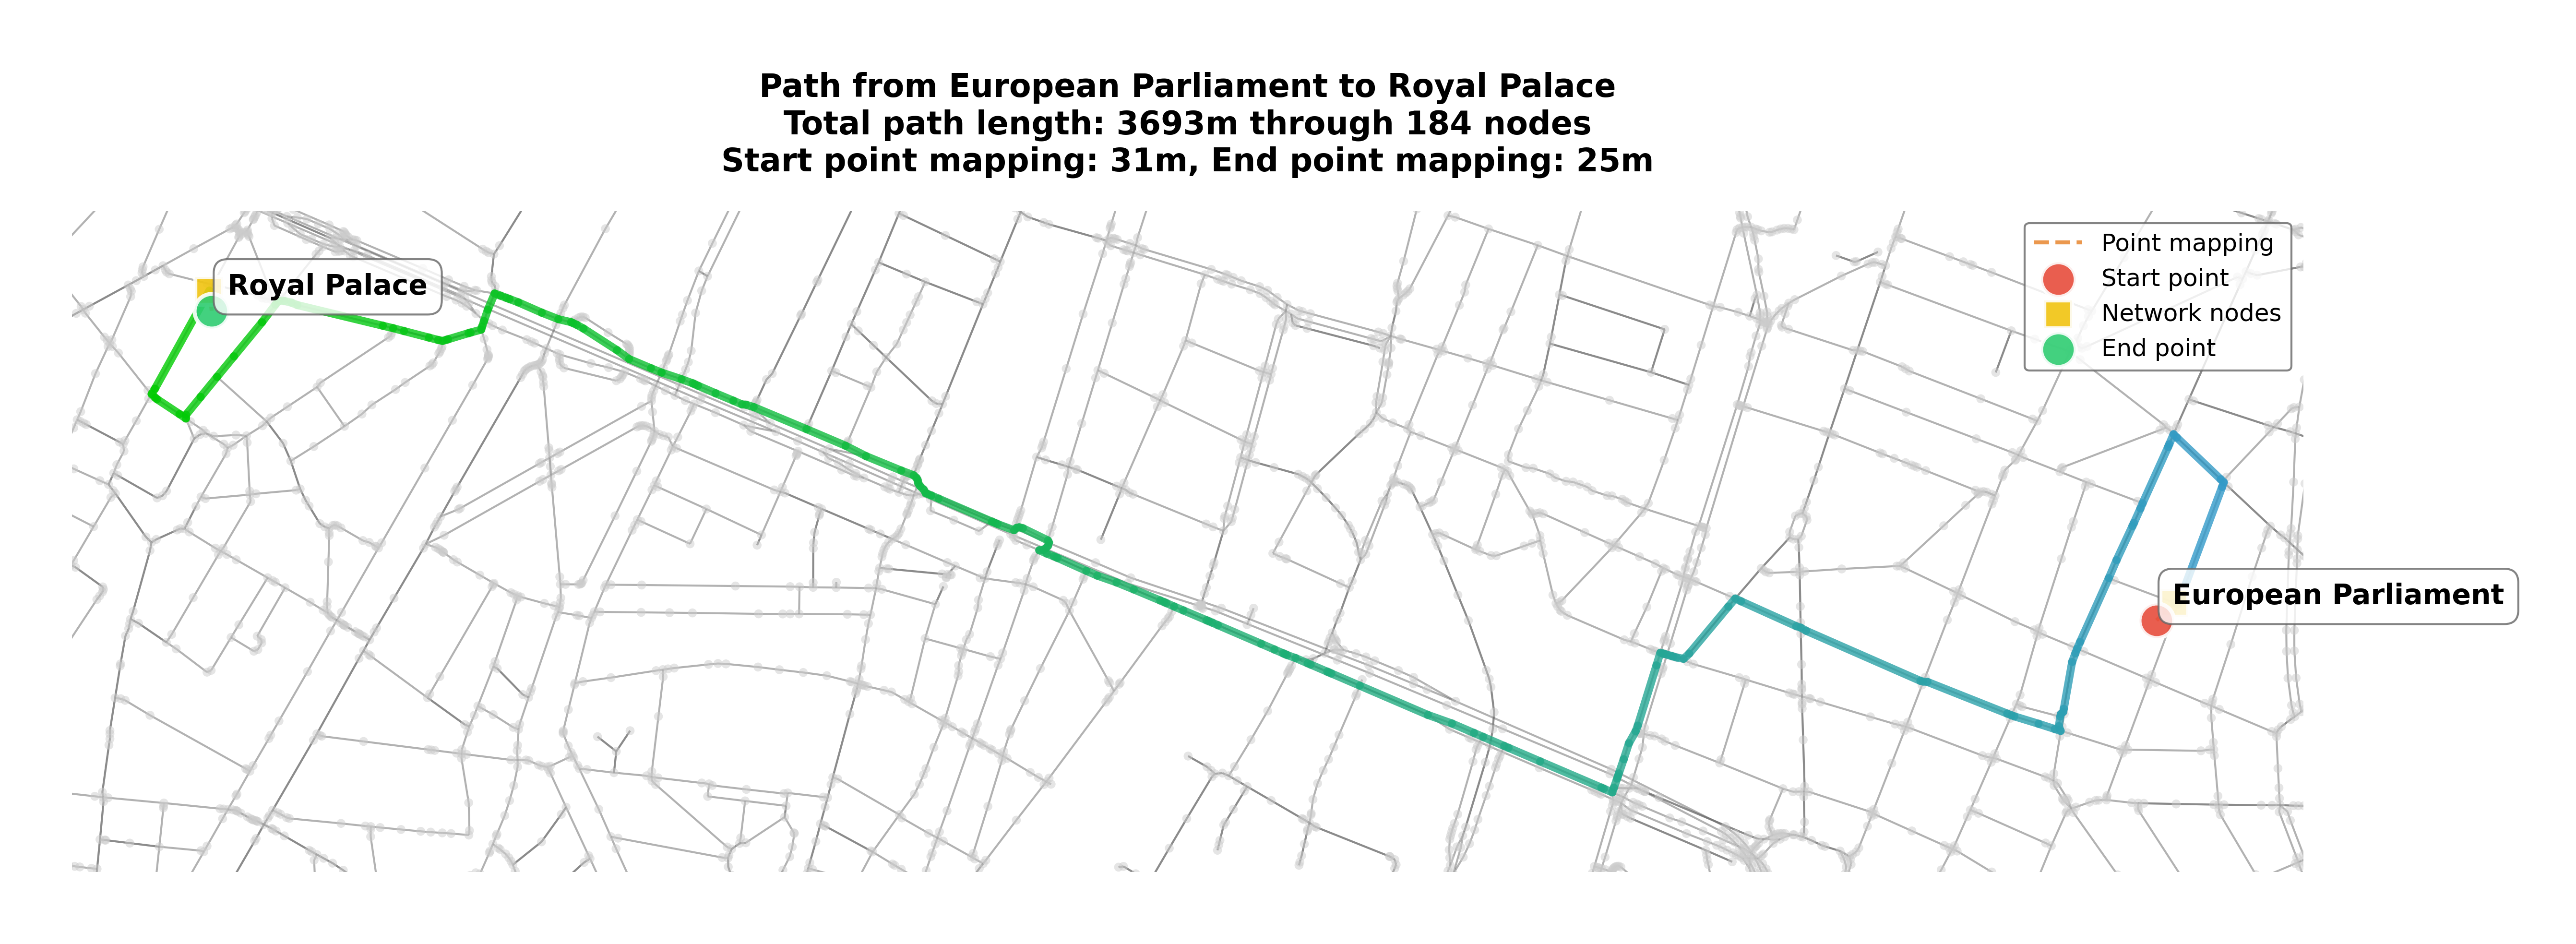 Path from European Parliament to Royal Palace
Total path length: 3693m through 184 nodes
Start point mapping: 31m, End point mapping: 25m
Point mapping
Start point
Network nodes
End point
Royal Palace
European Parliament